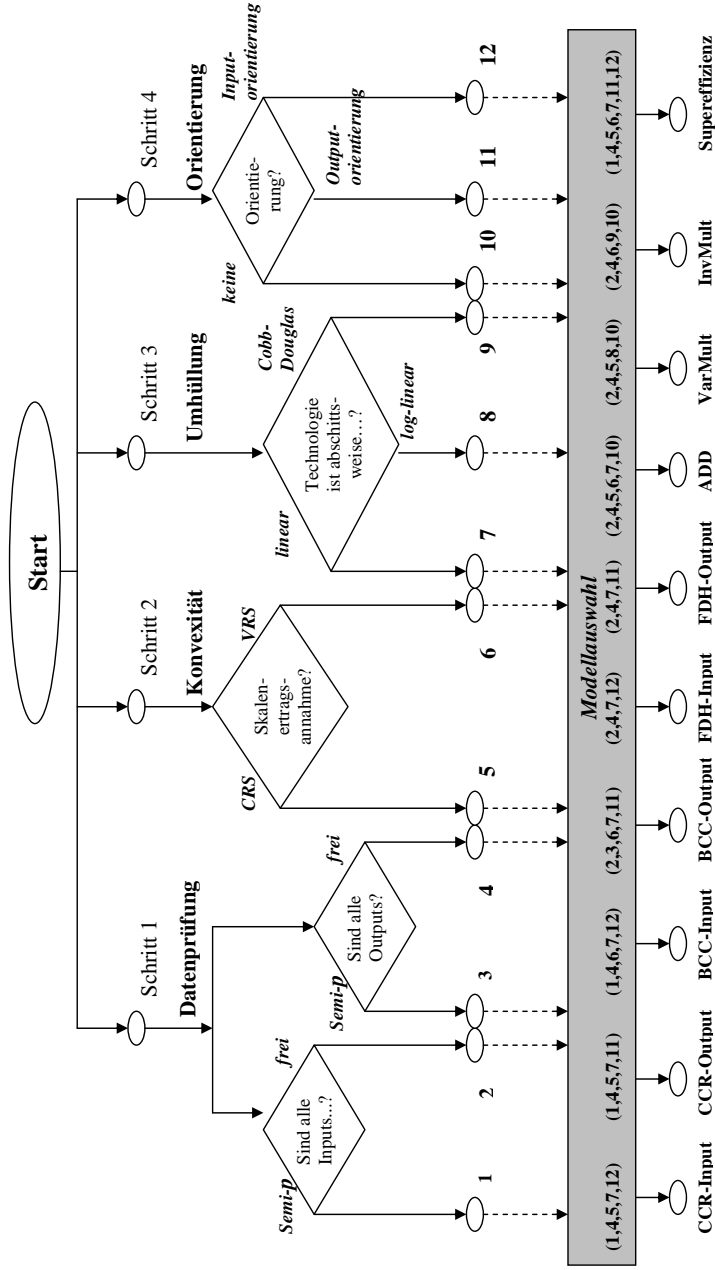 Start
Schritt 1
Schritt 2
Schritt 3
Schritt 4
Datenprüfung
Konvexität
Umhüllung
Orientierung
Sind alle
Inputs...?
Semi-p
frei
Sind alle
Outputs?
Semi-p
frei
Skalen-
ertrags-
annahme?
CRS
VRS
Technologie
ist abschitts-
weise...?
linear
Cobb-
Douglas
log-linear
Orientie-
rung?
keine
Input-
orientierung
Output-
orientierung
1
2
3
4
5
6
7
8
9
10
11
12
Modellauswahl
(1,4,5,7,12)
(1,4,5,7,11)
(1,4,6,7,12)
(2,3,6,7,11)
(2,4,7,12)
(2,4,7,11)
(2,4,5,6,7,10)
(2,4,5,8,10)
(2,4,6,9,10)
(1,4,5,6,7,11,12)
CCR-Input
CCR-Output
BCC-Input
BCC-Output
FDH-Input
FDH-Output
ADD
VarMult
InvMult
Supereffizienz